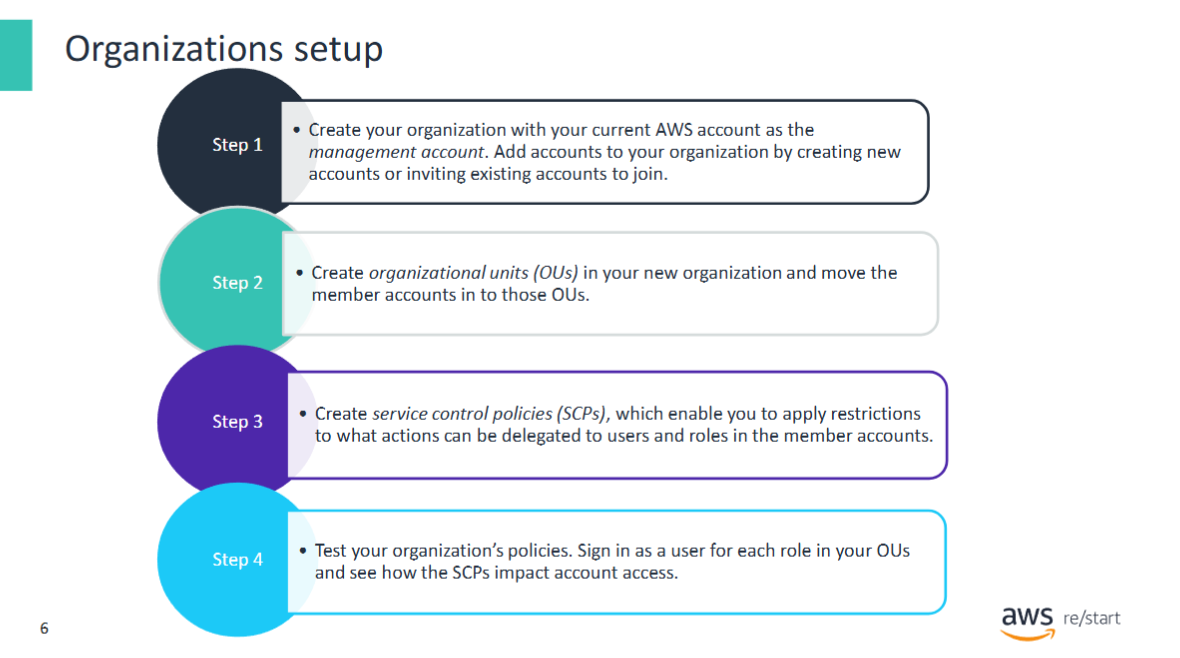 Organizations setup
Step 1
• Create your organization with your current AWS account as the
management account. Add accounts to your organization by creating new
accounts or inviting existing accounts to join.
Step 2
• Create organizational units (OUs) in your new organization and move the
member accounts in to those OUs.
Step 3
• Create service control policies (SCPs), which enable you to apply restrictions
to what actions can be delegated to users and roles in the member accounts.
Step 4
• Test your organization’s policies. Sign in as a user for each role in your OUs
and see how the SCPs impact account access.
6
aws re/start